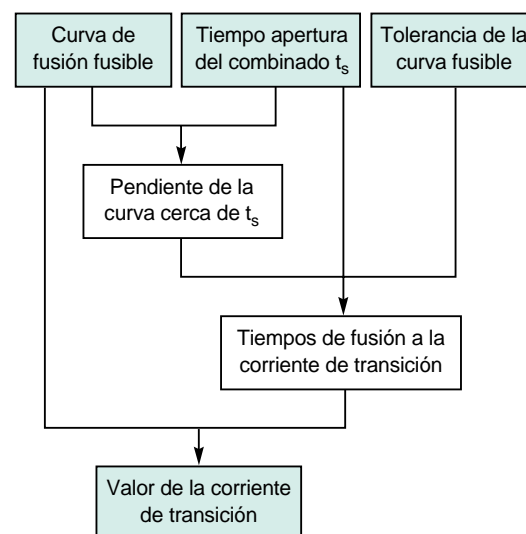 Curva de
fusión fusible
Tiempo apertura
del combinado ts
Tolerancia de la
curva fusible
Pendiente de la
curva cerca de ts
Tiempos de fusión a la
corriente de transición
Valor de la corriente
de transición